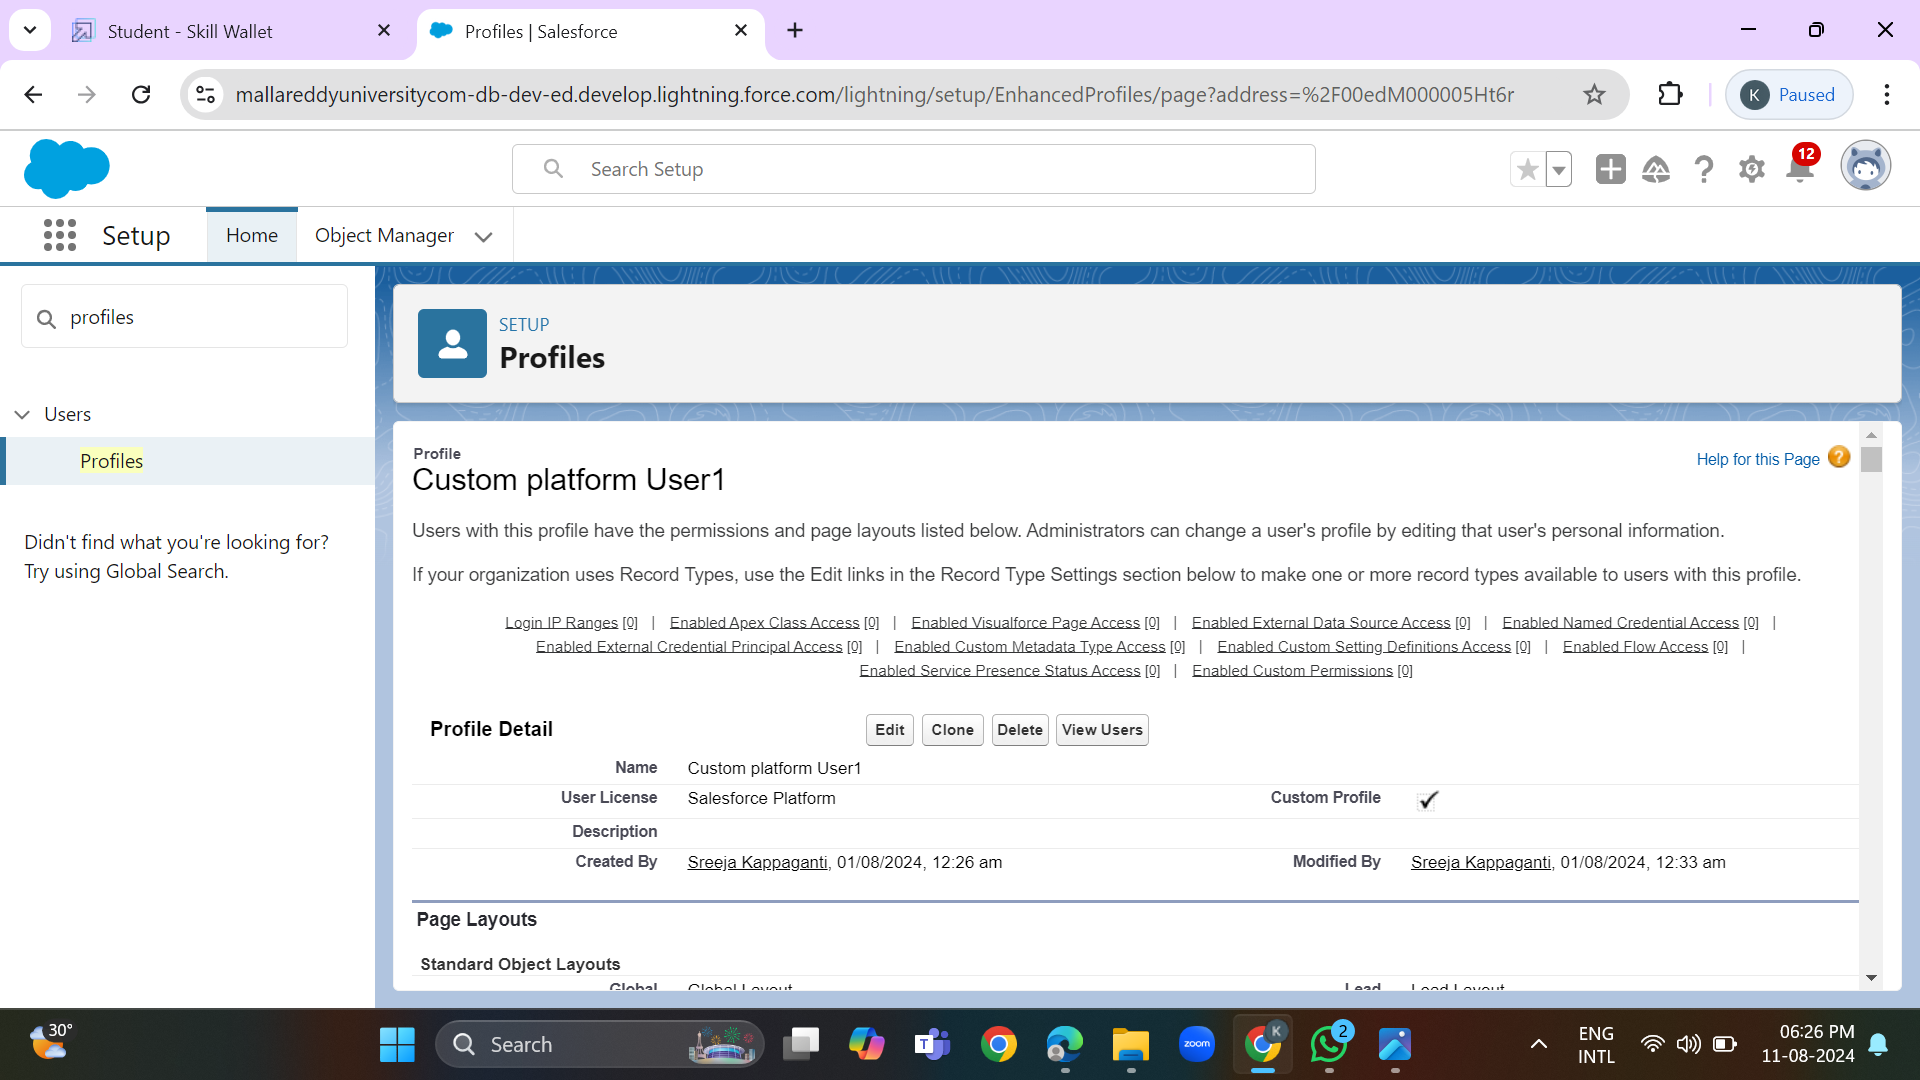 Student - Skill Wallet
Profiles | Salesforce
mallareddyuniversitycom-db-dev-ed.develop.lightning.force.com/lightning/setup/EnhancedProfiles/page?address=%2F00edM000005Ht6r
K Paused
Search Setup
12
Setup Home Object Manager
profiles
Users
Profiles
Didn't find what you're looking for?
Try using Global Search.
SETUP
Profiles
Profile
Custom platform User1
Help for this Page ?
Users with this profile have the permissions and page layouts listed below. Administrators can change a user's profile by editing that user's personal information.
If your organization uses Record Types, use the Edit links in the Record Type Settings section below to make one or more record types available to users with this profile.
Login IP Ranges [0] | Enabled Apex Class Access [0] | Enabled Visualforce Page Access [0] | Enabled External Data Source Access [0] | Enabled Named Credential Access [0] |
Enabled External Credential Principal Access [0] | Enabled Custom Metadata Type Access [0] | Enabled Custom Setting Definitions Access [0] | Enabled Flow Access [0] |
Enabled Service Presence Status Access [0] | Enabled Custom Permissions [0]
Profile Detail Edit Clone Delete View Users
Name Custom platform User1
User License Salesforce Platform Custom Profile
Description
Created By Sreeja Kappaganti, 01/08/2024, 12:26 am Modified By Sreeja Kappaganti, 01/08/2024, 12:33 am
Page Layouts
Standard Object Layouts
Global Global Layout Lead Lead Layout
30°
Search
T
zoom
K
2
ENG
INTL
06:26 PM
11-08-2024